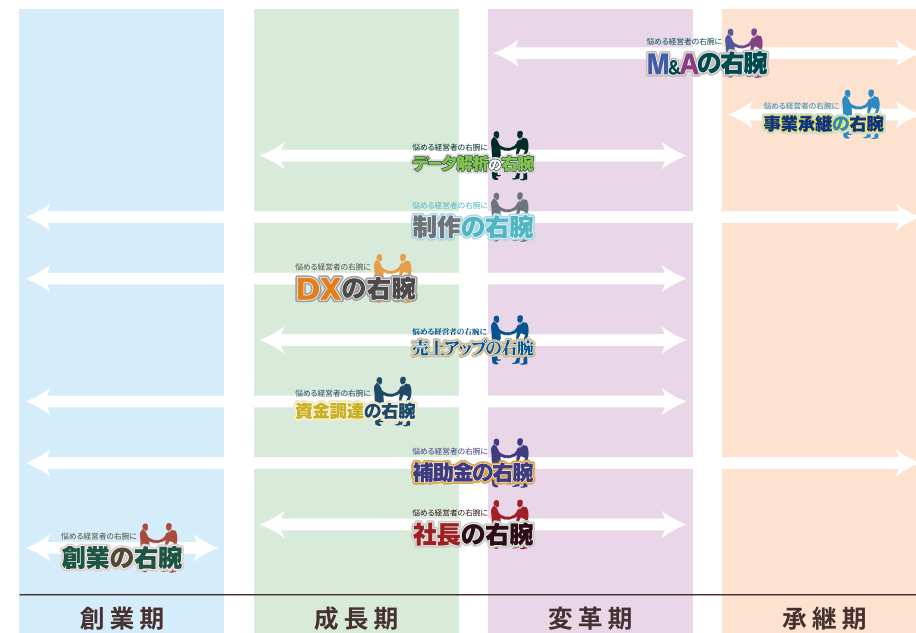 悩める経営者の右腕に
M&Aの右腕
悩める経営者の右腕に
事業承継の右腕
悩める経営者の右腕に
データ解析の右腕
悩める経営者の右腕に
制作の右腕
悩める経営者の右腕に
DXの右腕
悩める経営者の右腕に
売上アップの右腕
悩める経営者の右腕に
資金調達の右腕
悩める経営者の右腕に
補助金の右腕
悩める経営者の右腕に
社長の右腕
悩める経営者の右腕に
創業の右腕
創業期 成長期 変革期 承継期